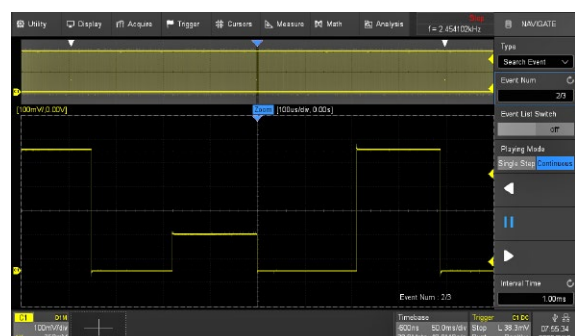 Utility Display Acquire Trigger Cursors Measure Math Analysis
Stop
f = 2.454102kHz
NAVIGATE
Type
Search Event
Event Num
2/3
Event List Switch
off
Playing Mode
Single Step Continuous
Interval Time
1.00ms
[100mV/,0.00V]
Zoom [100us/div, 0.00s]
Event Num : 2/3
C1 D1M
100mV/div
Timebase
-600ns 50.0ms/div
Trigger C1 DC
Stop L 38.3mV
07:55:34